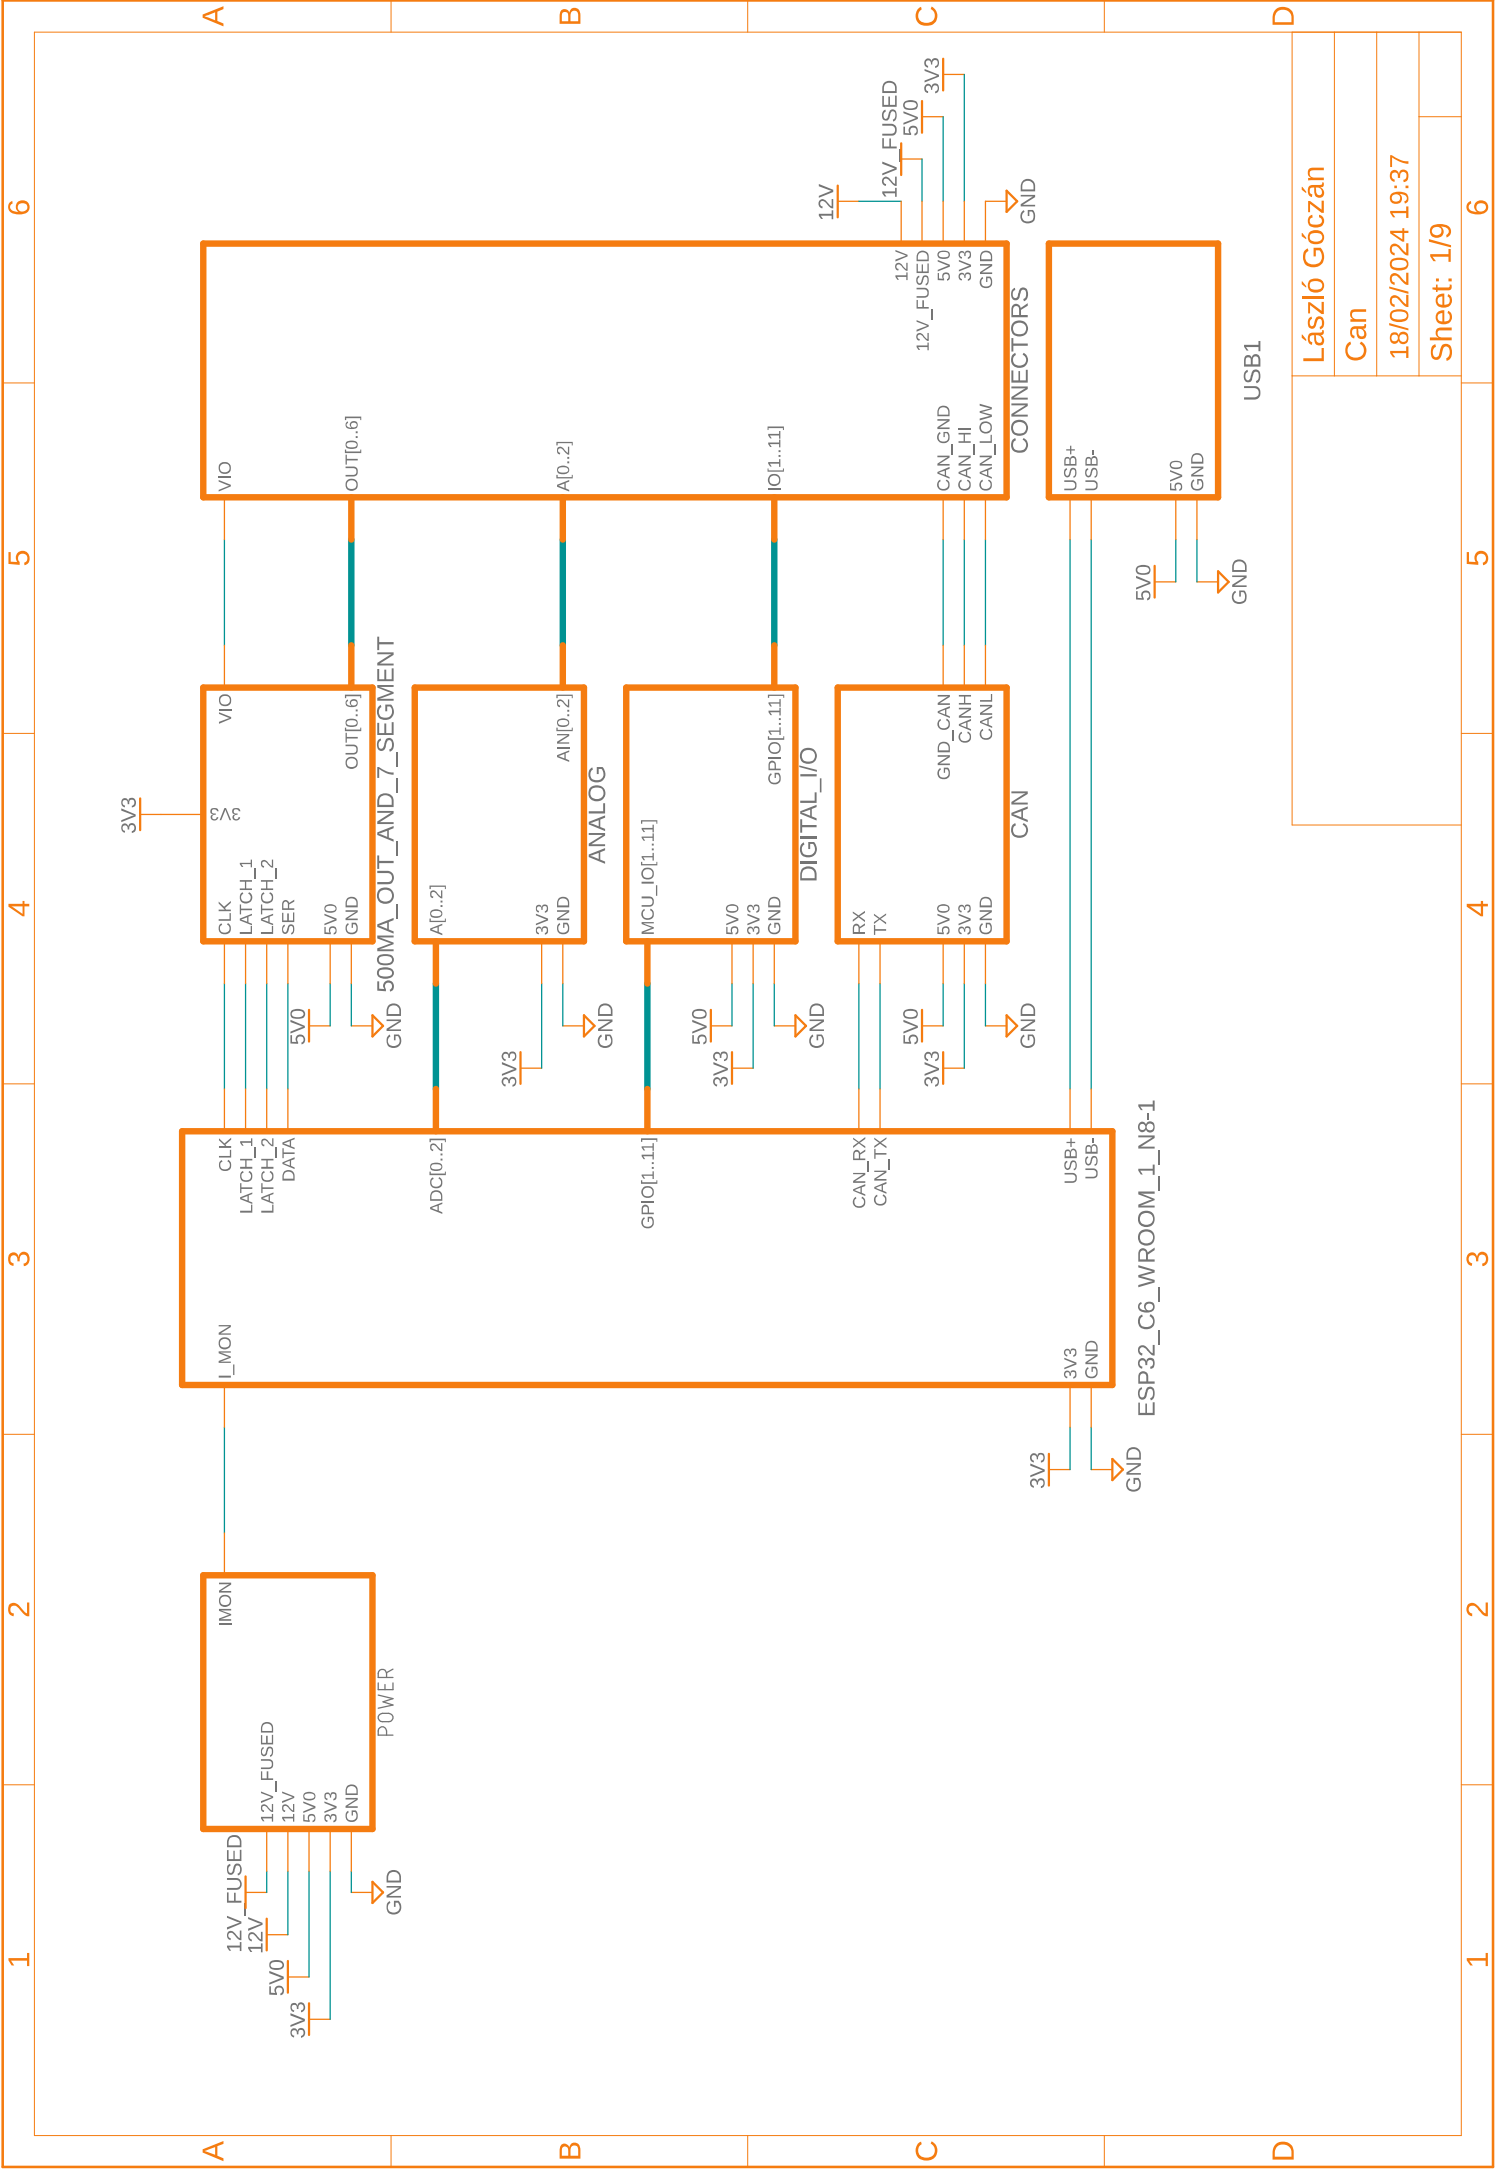 1
2
3
4
5
6
A
A
B
B
C
C
D
D
1
2
3
4
5
6
12V_FUSED
12V
5V0
3V3
GND
12V_FUSED
12V
5V0
3V3
GND
IMON
POWER
I_MON
3V3
GND
3V3
GND
CLK
LATCH_1
LATCH_2
DATA
ADC[0..2]
GPIO[1..11]
CAN_RX
CAN_TX
USB+
USB-
ESP32_C6_WROOM_1_N8-1
3V3
3V3
CLK
LATCH_1
LATCH_2
SER
5V0
GND
VIO
OUT[0..6]
5V0
GND
500MA_OUT_AND_7_SEGMENT
A[0..2]
3V3
GND
AIN[0..2]
3V3
GND
ANALOG
MCU_IO[1..11]
5V0
3V3
GND
GPIO[1..11]
5V0
3V3
GND
DIGITAL_I/O
RX
TX
5V0
3V3
GND
GND_CAN
CANH
CANL
5V0
3V3
GND
CAN
VIO
OUT[0..6]
A[0..2]
IO[1..11]
CAN_GND
CAN_HI
CAN_LOW
12V
12V_FUSED
5V0
3V3
GND
12V
12V_FUSED
5V0
3V3
GND
CONNECTORS
USB+
USB-
5V0
GND
5V0
GND
USB1
László Góczán
Can
18/02/2024 19:37
Sheet: 1/9